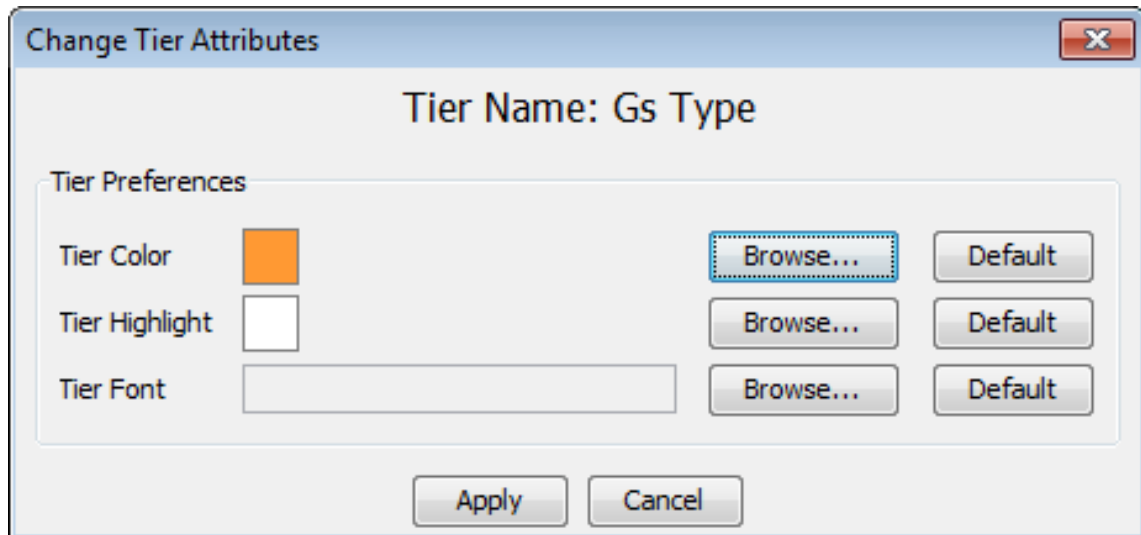 Change Tier Attributes
Tier Name: Gs Type
Tier Preferences
Tier Color Browse... Default
Tier Highlight Browse... Default
Tier Font Browse... Default
Apply Cancel